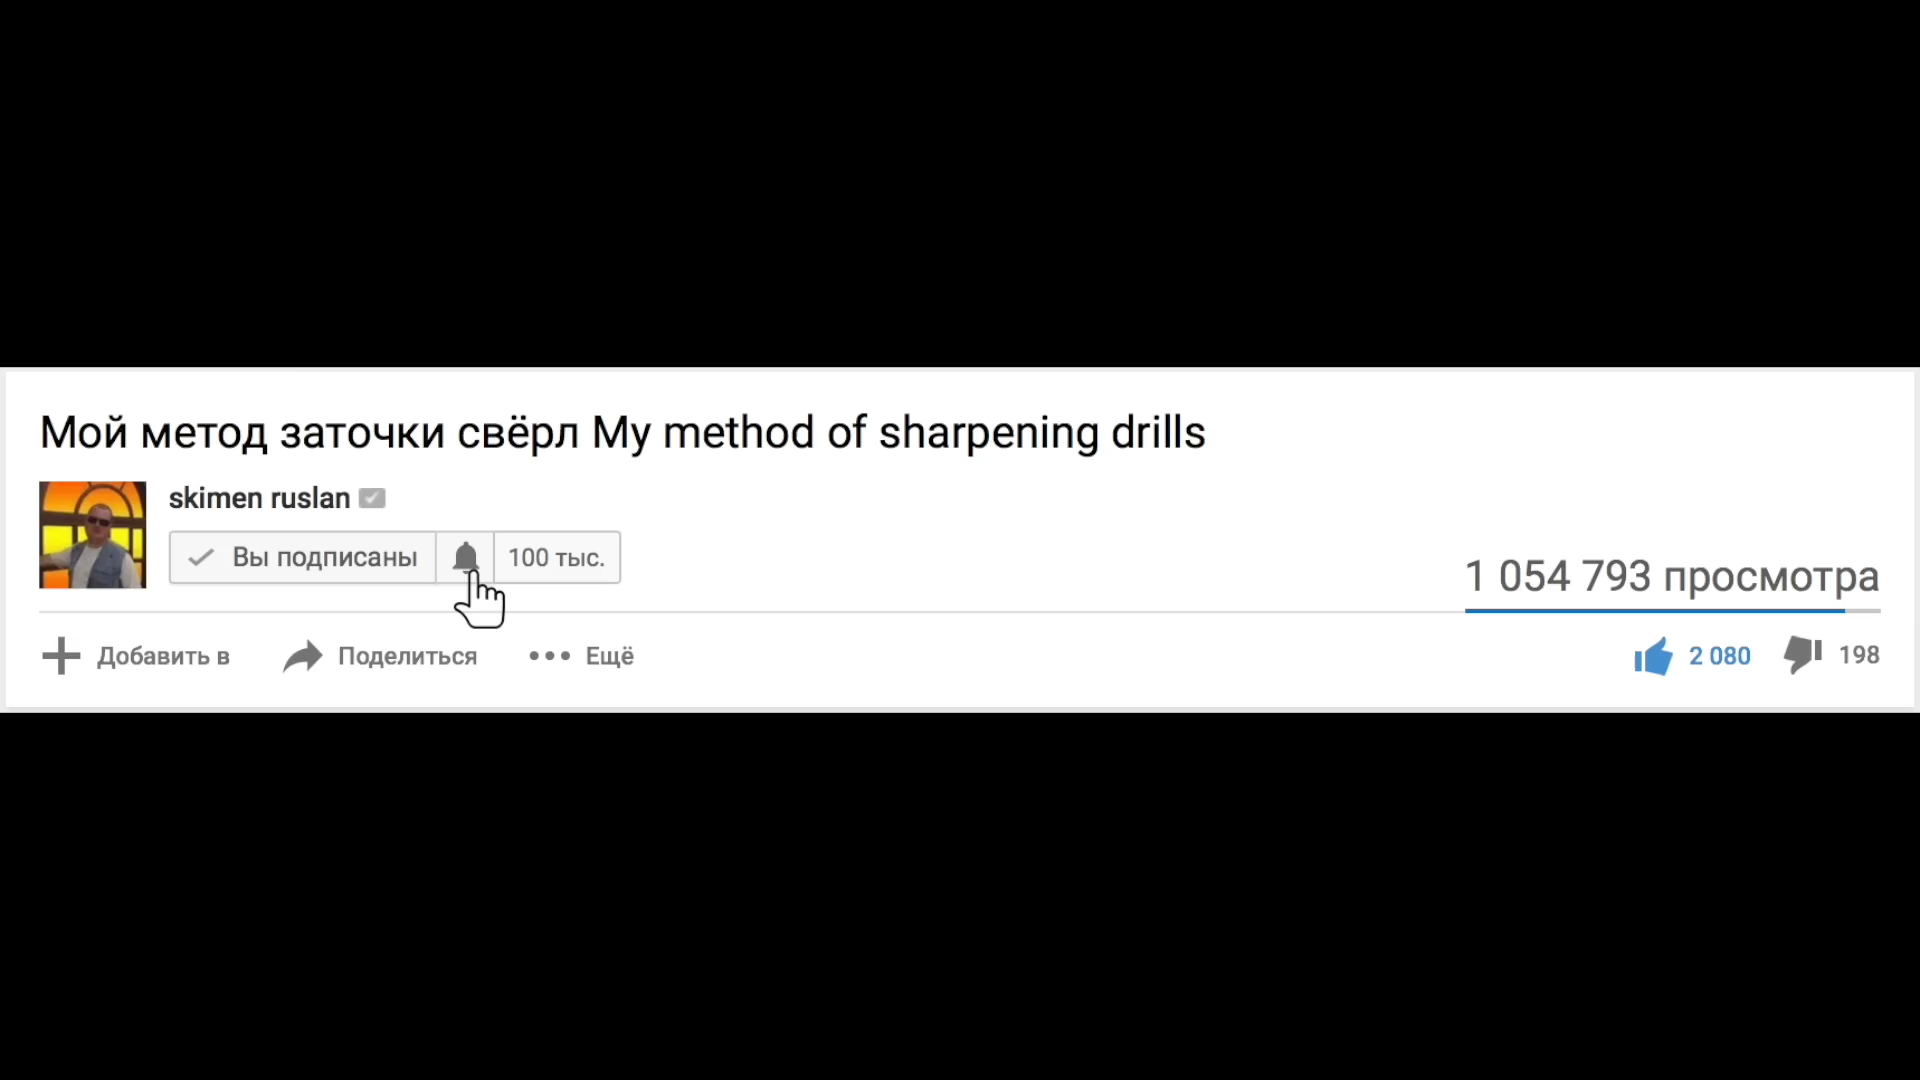 Мой метод заточки свёрл My method of sharpening drills
skimen ruslan
Вы подписаны 100 тыс.
1 054 793 просмотра
Добавить в Поделиться Ещё 2 080 198